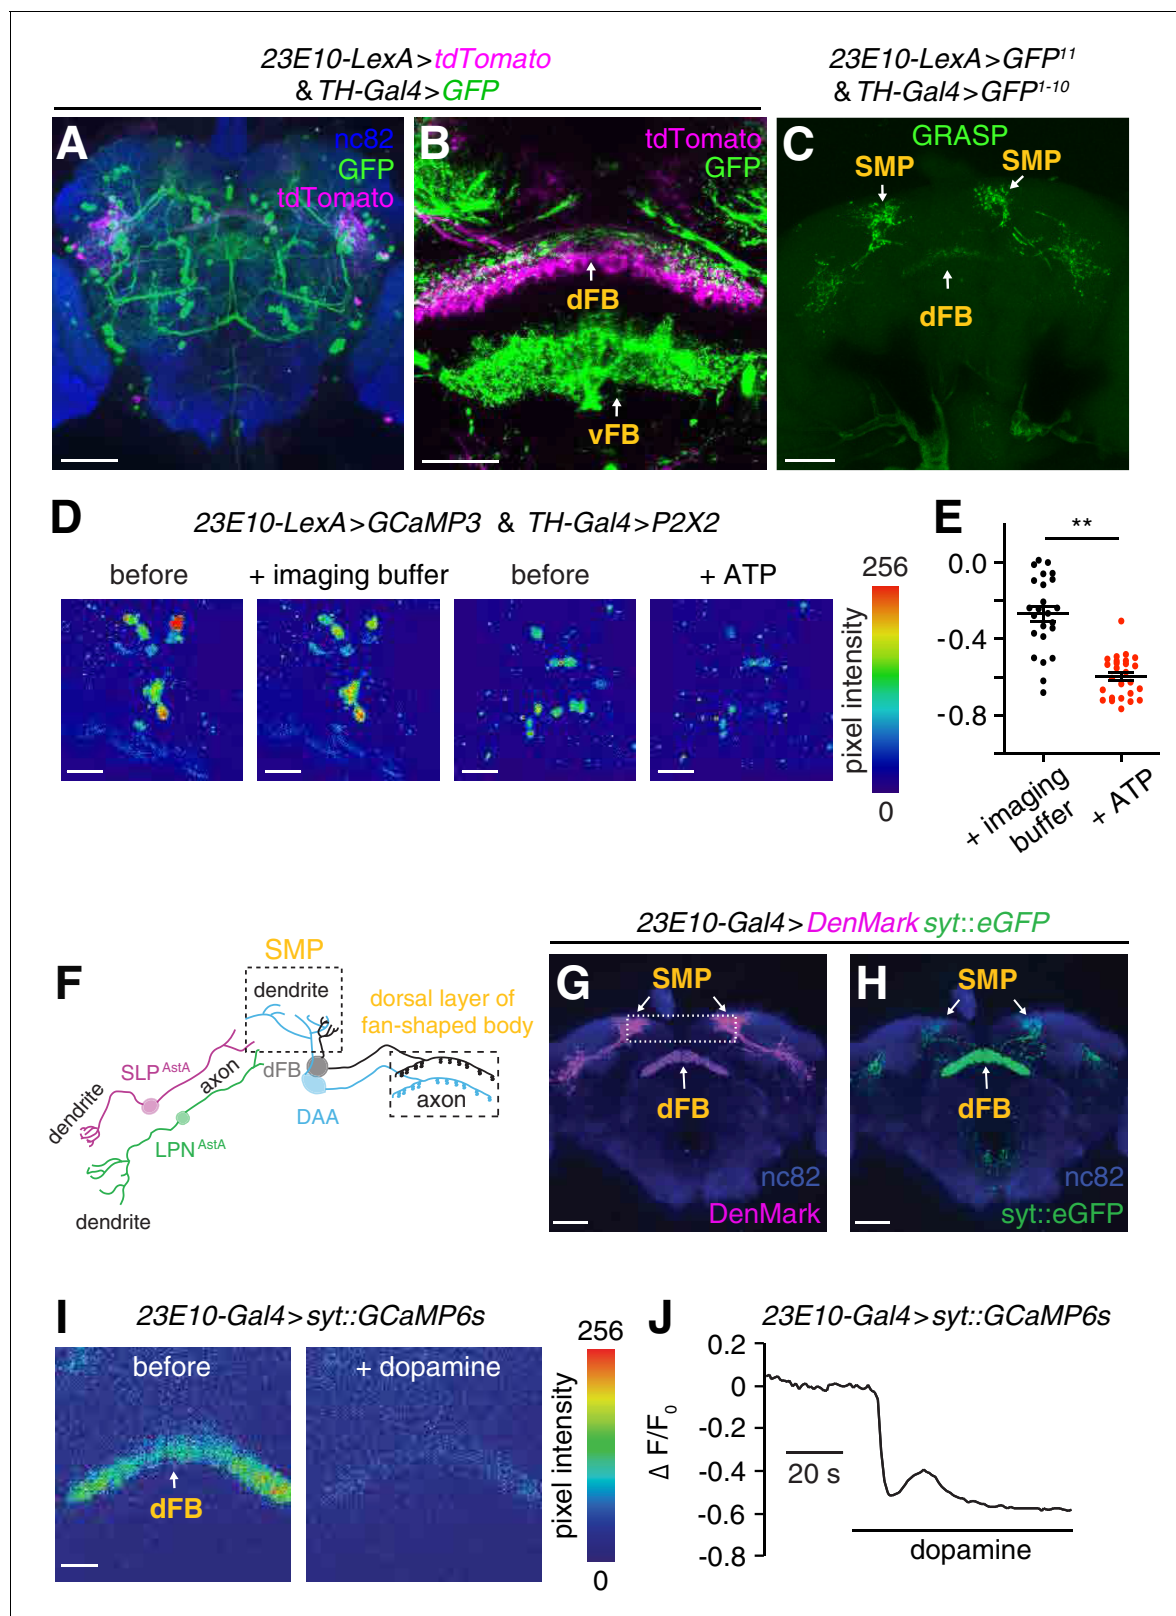 23E10-LexA>tdTomato
& TH-Gal4>GFP
23E10-LexA>GFP¹¹
& TH-Gal4>GFP¹⁻¹⁰
A
nc82
GFP
tdTomato
B
tdTomato
GFP
dFB
vFB
C
GRASP
SMP
SMP
dFB
D
23E10-LexA>GCaMP3 & TH-Gal4>P2X2
before
+ imaging buffer
before
+ ATP
256
pixel intensity
0
E
**
0.0
-0.4
-0.8
+ imaging
buffer
+ ATP
F
SMP
dendrite
dorsal layer of
fan-shaped body
SLP^AstA
axon
dFB
dendrite
DAA
axon
LPN^AstA
dendrite
23E10-Gal4>DenMark syt::eGFP
G
SMP
dFB
nc82
DenMark
H
SMP
dFB
nc82
syt::eGFP
I
23E10-Gal4>syt::GCaMP6s
before
+ dopamine
dFB
256
pixel intensity
0
J
23E10-Gal4>syt::GCaMP6s
0.2
0
-0.2
-0.4
-0.6
-0.8
Δ F/F₀
20 s
dopamine